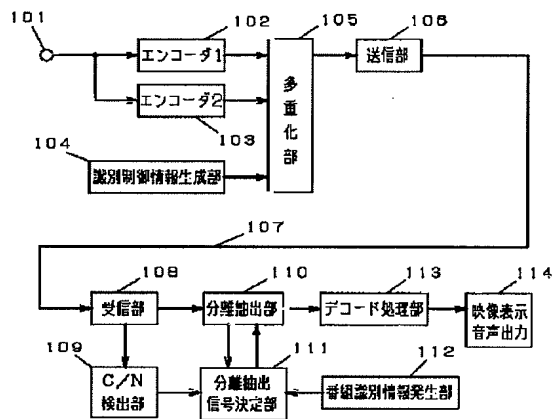 101
102
105
106
エンコーダ1
送信部
多重化部
エンコーダ2
103
104
識別制御情報生成部
107
108
110
113
114
受信部
分離抽出部
デコード処理部
映像表示
音声出力
109
111
112
C/N
検出部
分離抽出
信号決定部
番組識別情報発生部